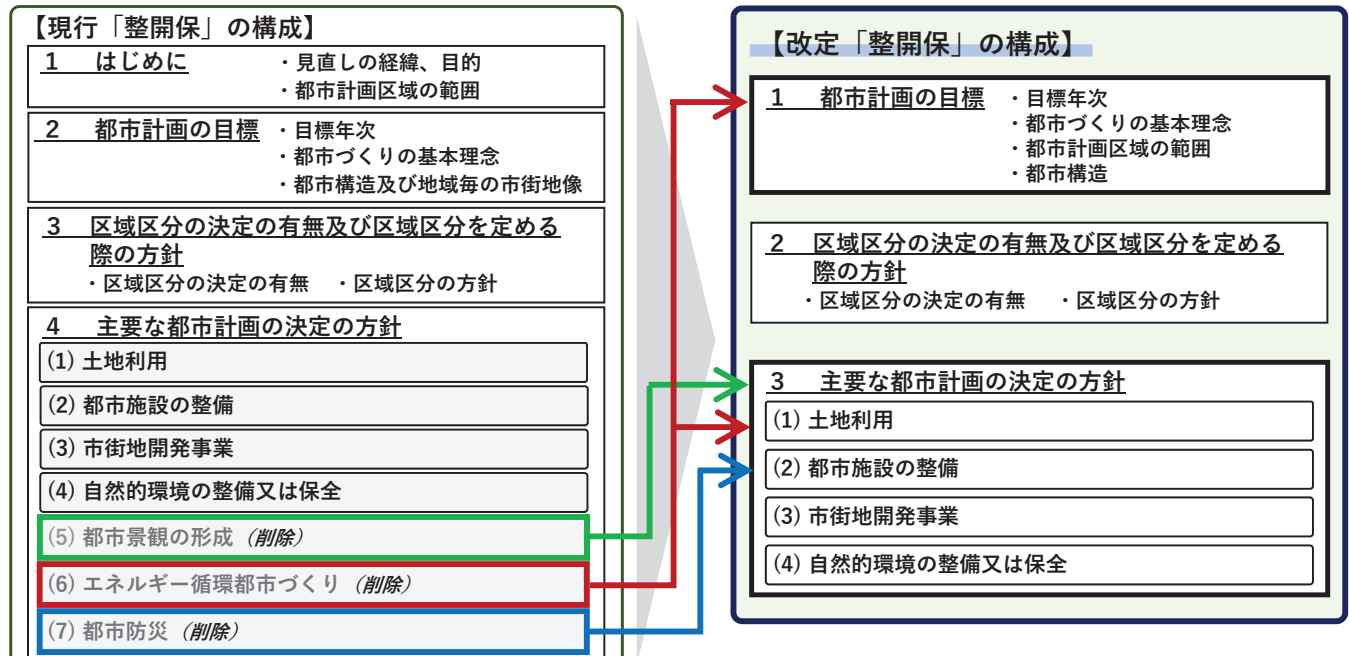 【現行「整開保」の構成】
1 はじめに ・見直しの経緯、目的
・都市計画区域の範囲
2 都市計画の目標 ・目標年次
・都市づくりの基本理念
・都市構造及び地域毎の市街地像
3 区域区分の決定の有無及び区域区分を定める
際の方針
・区域区分の決定の有無 ・区域区分の方針
4 主要な都市計画の決定の方針
(1) 土地利用
(2) 都市施設の整備
(3) 市街地開発事業
(4) 自然的環境の整備又は保全
(5) 都市景観の形成（削除）
(6) エネルギー循環都市づくり（削除）
(7) 都市防災（削除）
【改定「整開保」の構成】
1 都市計画の目標 ・目標年次
・都市づくりの基本理念
・都市計画区域の範囲
・都市構造
2 区域区分の決定の有無及び区域区分を定める
際の方針
・区域区分の決定の有無 ・区域区分の方針
3 主要な都市計画の決定の方針
(1) 土地利用
(2) 都市施設の整備
(3) 市街地開発事業
(4) 自然的環境の整備又は保全